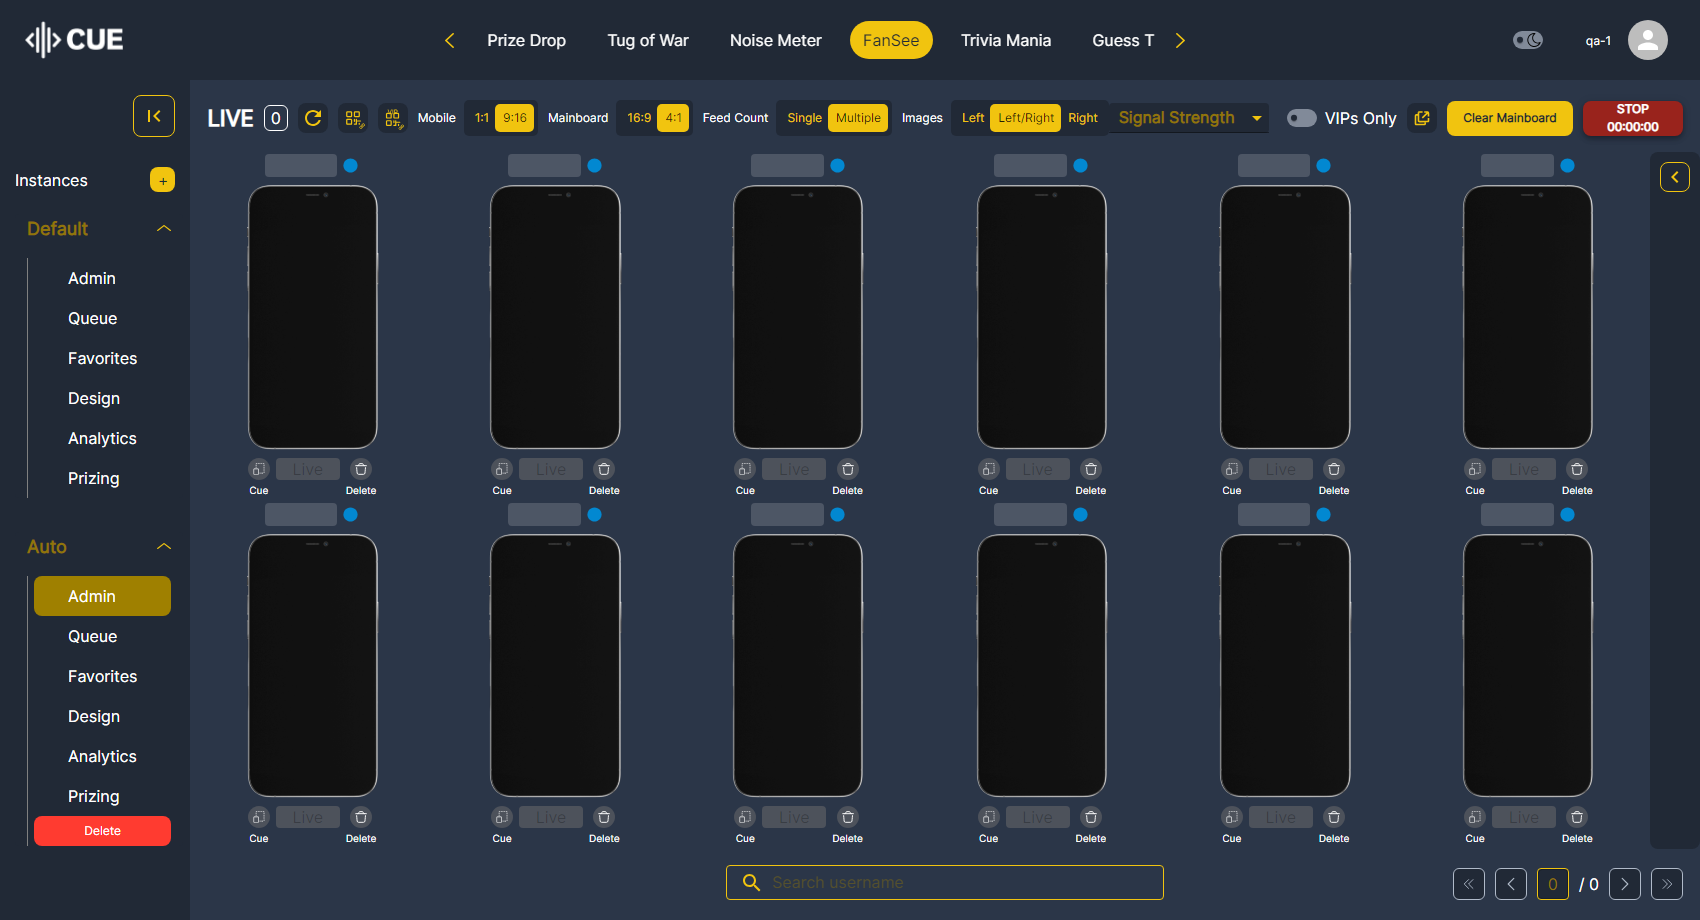 CUE
Prize Drop
Tug of War
Noise Meter
FanSee
Trivia Mania
Guess T
qa-1
LIVE 0
Mobile 1:1 9:16
Mainboard 16:9 4:1
Feed Count Single Multiple
Images Left Left/Right Right
Signal Strength
VIPs Only
Clear Mainboard
STOP
00:00:00
Instances +
Default
Admin
Queue
Favorites
Design
Analytics
Prizing
Auto
Admin
Queue
Favorites
Design
Analytics
Prizing
Delete
Live Live Live Live Live Live
Cue Delete Cue Delete Cue Delete Cue Delete Cue Delete Cue Delete
Live Live Live Live Live Live
Cue Delete Cue Delete Cue Delete Cue Delete Cue Delete Cue Delete
Search username
0 / 0